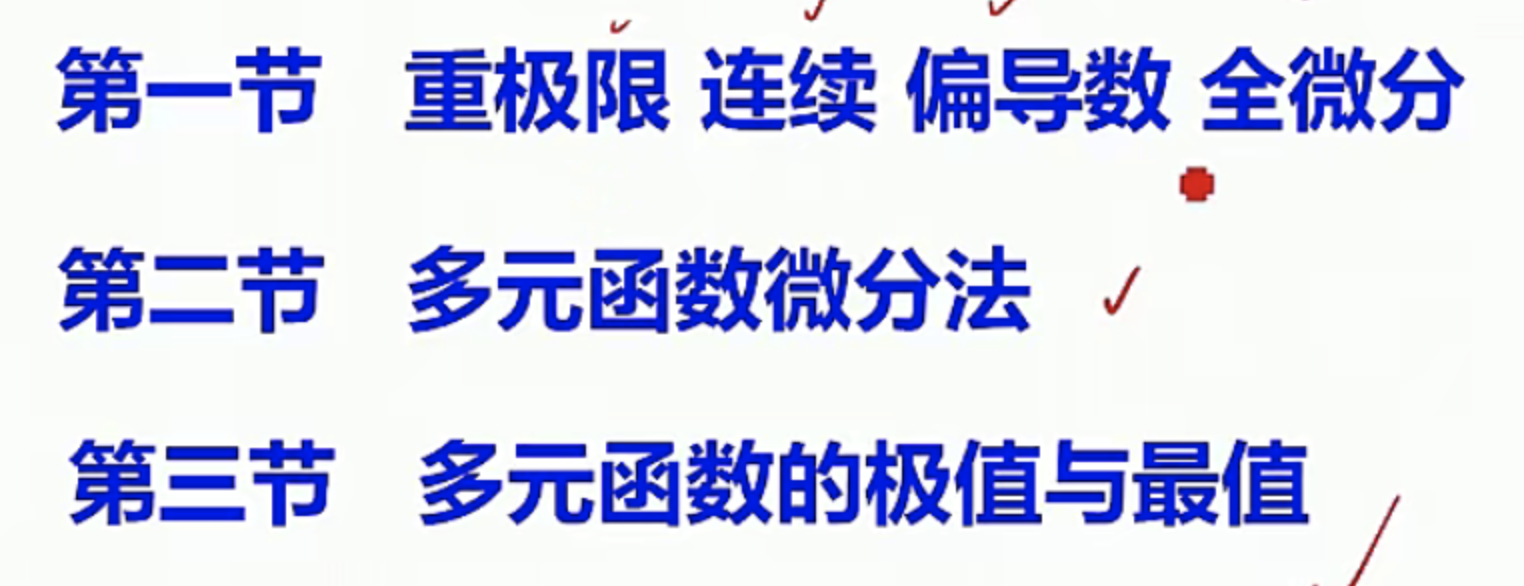 第一节 重极限 连续 偏导数 全微分
第二节 多元函数微分法
第三节 多元函数的极值与最值